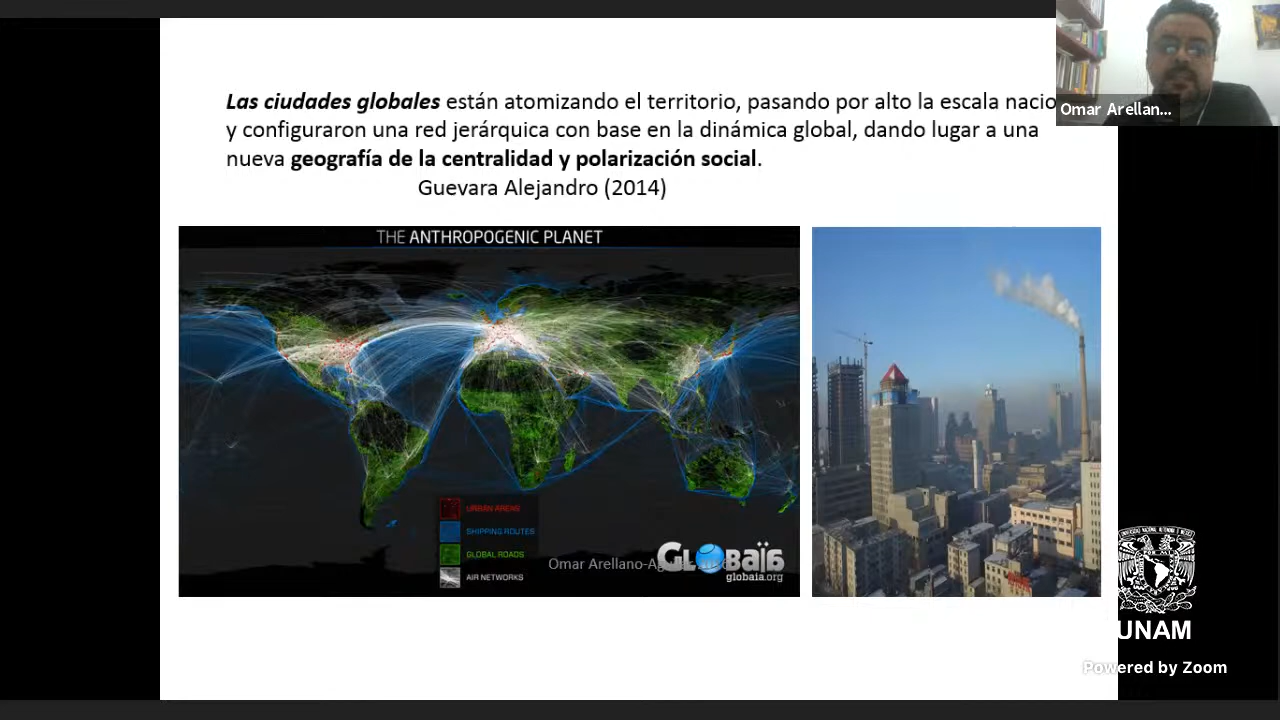 Las ciudades globales están atomizando el territorio, pasando por alto la escala nacio
y configuraron una red jerárquica con base en la dinámica global, dando lugar a una
nueva geografía de la centralidad y polarización social.
Guevara Alejandro (2014)
Omar Arellan...
THE ANTHROPOGENIC PLANET
URBAN AREAS
SHIPPING ROUTES
GLOBAL ROADS
AIR NETWORKS
Omar Arellano-A
GLOBAÏA
globaia.org
UNAM
Powered by Zoom